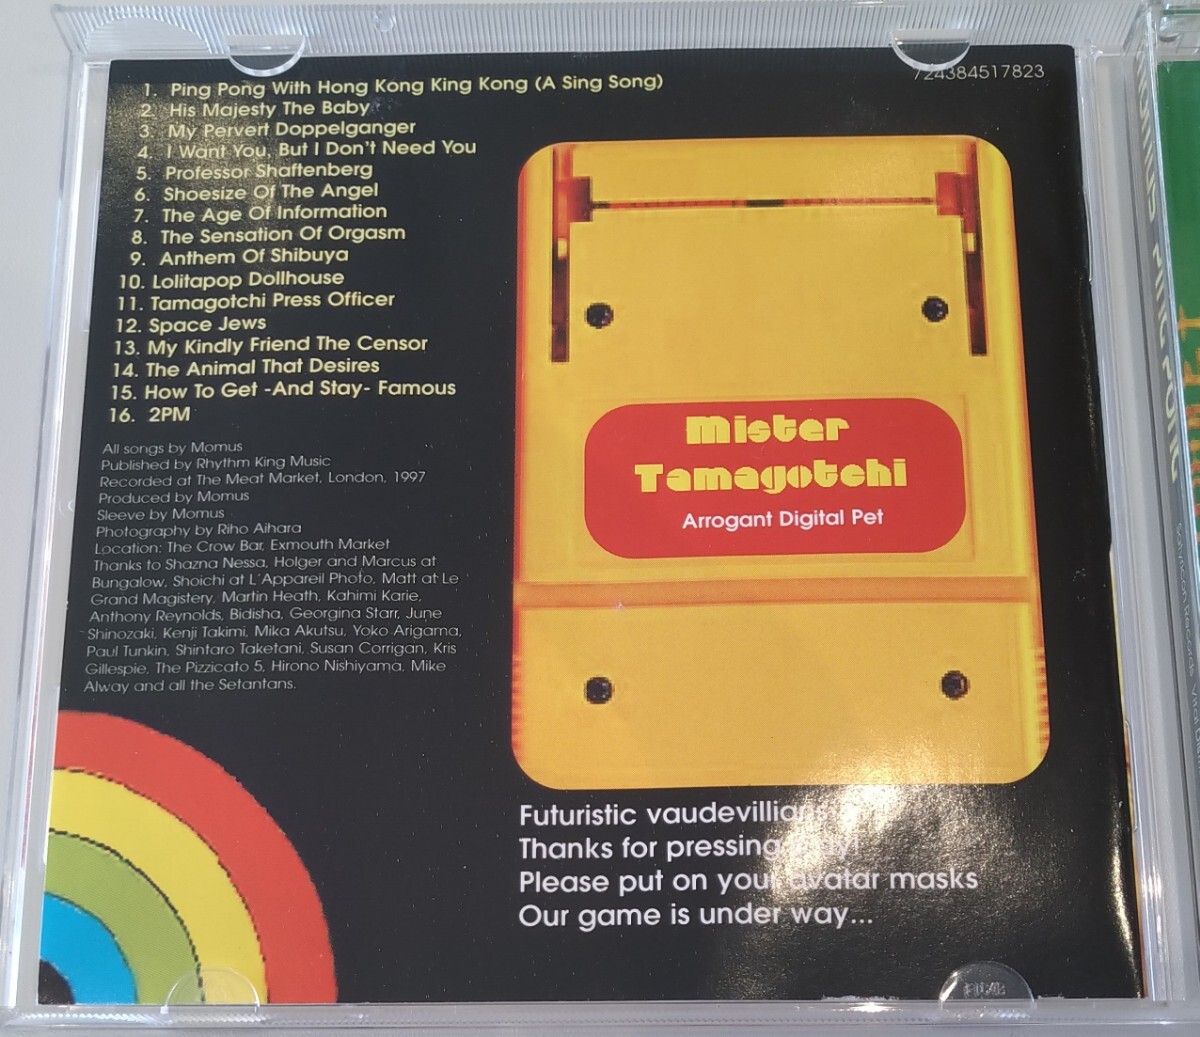 724384517823
1. Ping Pong With Hong Kong King Kong (A Sing Song)
2. His Majesty The Baby
3. My Pervert Doppelganger
4. I Want You, But I Don't Need You
5. Professor Shaftenberg
6. Shoesize Of The Angel
7. The Age Of Information
8. The Sensation Of Orgasm
9. Anthem Of Shibuya
10. Lolitapop Dollhouse
11. Tamagotchi Press Officer
12. Space Jews
13. My Kindly Friend The Censor
14. The Animal That Desires
15. How To Get -And Stay- Famous
16. 2PM
All songs by Momus
Published by Rhythm King Music
Recorded at The Meat Market, London, 1997
Produced by Momus
Sleeve by Momus
Photography by Riho Aihara
Location: The Crow Bar, Exmouth Market
Thanks to Shazna Nessa, Holger and Marcus at
Bungalow, Shoichi at L'Appareil Photo, Matt at Le
Grand Magistery, Martin Heath, Kahimi Karie,
Anthony Reynolds, Bidisha, Georgina Starr, June
Shinozaki, Kenji Takimi, Mika Akutsu, Yoko Arigama,
Paul Tunkin, Shintaro Taketani, Susan Corrigan, Kris
Gillespie, The Pizzicato 5, Hirono Nishiyama, Mike
Alway and all the Setantans.
Mister
Tamagotchi
Arrogant Digital Pet
Futuristic vaudevillians
Thanks for pressing play!
Please put on your avatar masks
Our game is under way...
PING PONG